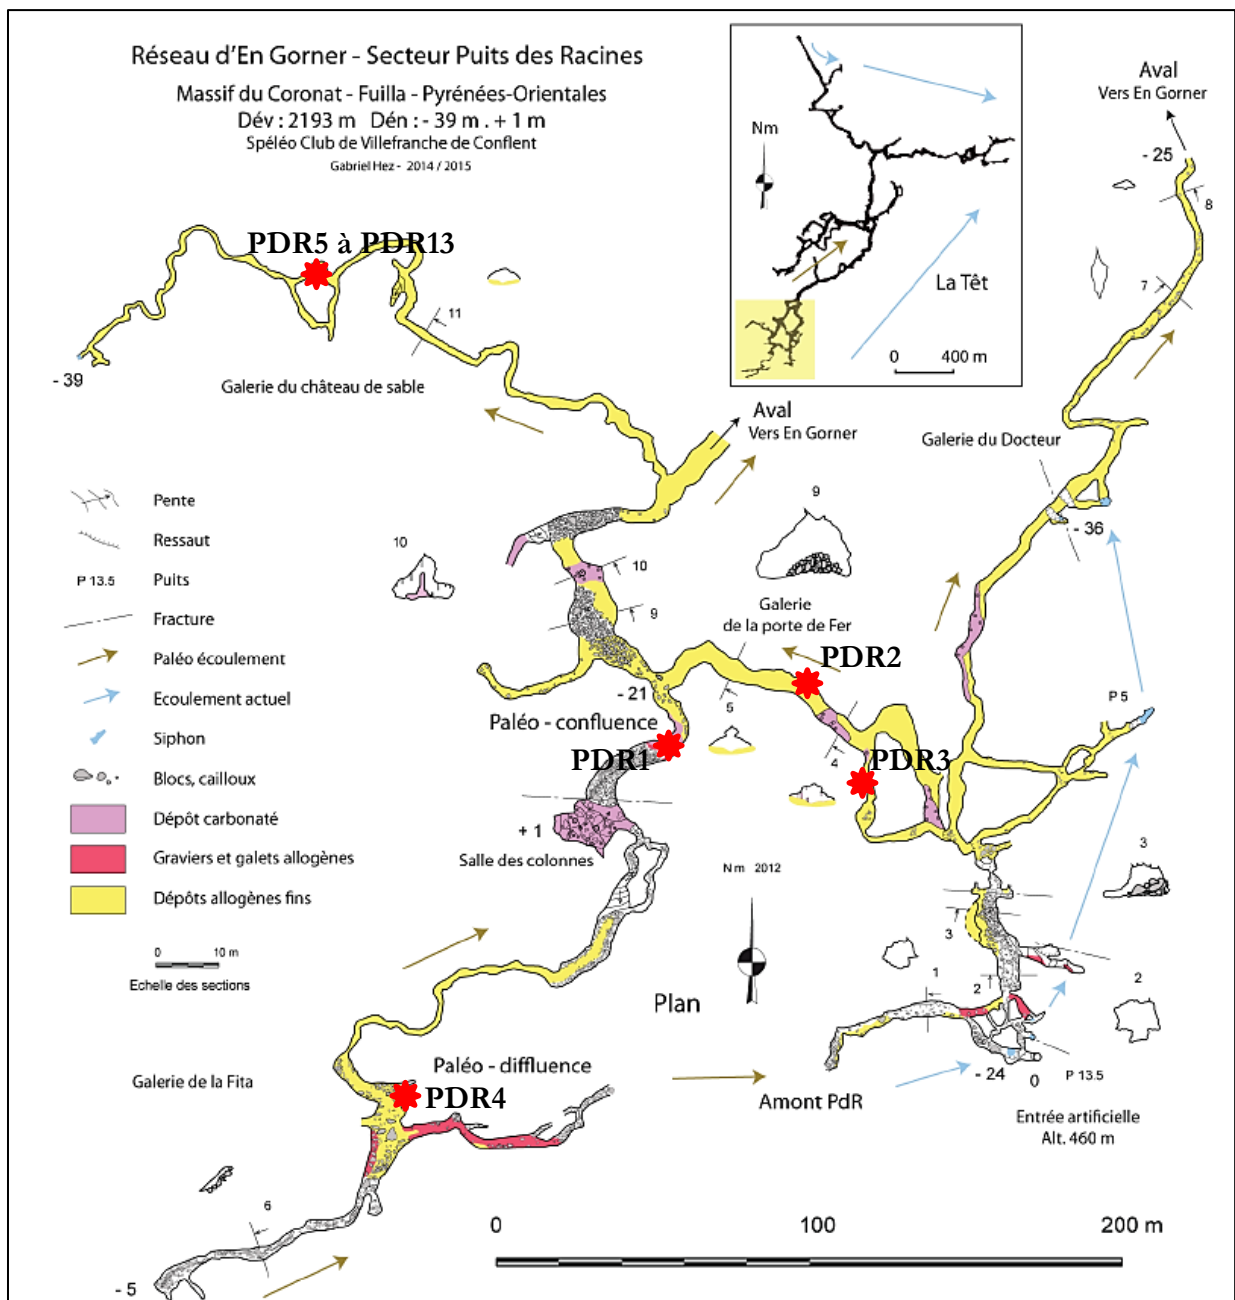 Réseau d'En Gorner - Secteur Puits des Racines
Massif du Coronat - Fuilla - Pyrénées-Orientales
Dév : 2193 m Dén : - 39 m . + 1 m
Spéléo Club de Villefranche de Conflent
Gabriel Hez - 2014 / 2015
Nm
La Têt
0 400 m
Aval
Vers En Gorner
- 25
8
7
PDR5 à PDR13
11
- 39
Galerie du château de sable
Aval
Vers En Gorner
Galerie du Docteur
- 36
Pente
Ressaut
P 13.5 Puits
Fracture
Paléo écoulement
Ecoulement actuel
Siphon
Blocs, cailloux
Dépôt carbonaté
Graviers et galets allogènes
Dépôts allogènes fins
0 10 m
Echelle des sections
10
10
9
9
Galerie
de la porte de Fer
PDR2
- 21
5
P 5
Paléo - confluence
PDR1
4
PDR3
+ 1
Salle des colonnes
Nm 2012
3
3
1
2
2
Plan
Paléo - diffluence
Galerie de la Fita
PDR4
- 24
0
P 13.5
Amont PdR
Entrée artificielle
Alt. 460 m
6
- 5
0 100 200 m